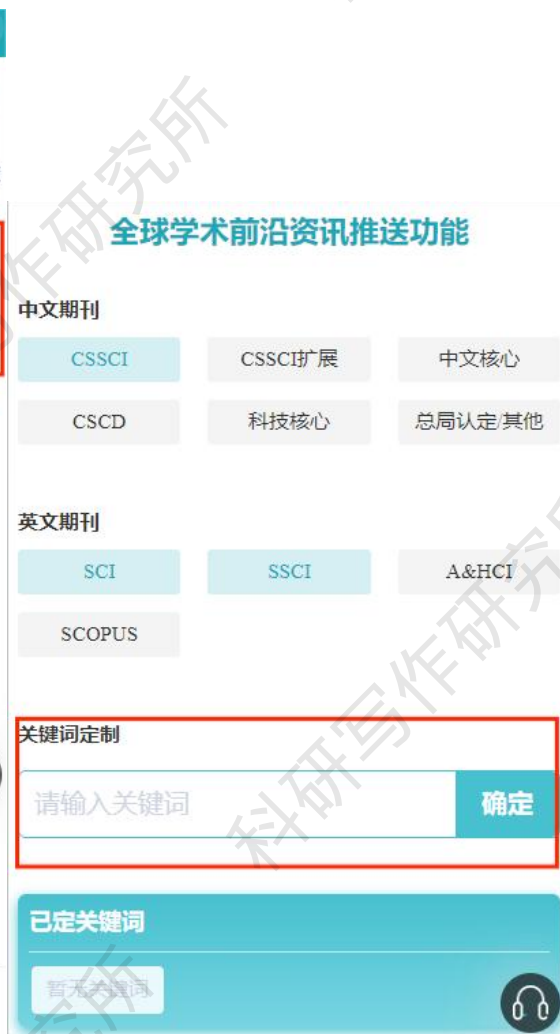 全球学术前沿资讯推送功能
中文期刊
CSSCI
CSSCI扩展
中文核心
CSCD
科技核心
总局认定/其他
英文期刊
SCI
SSCI
A&HCI
SCOPUS
关键词定制
请输入关键词
确定
已定关键词
暂无关键词
科研写作研究所